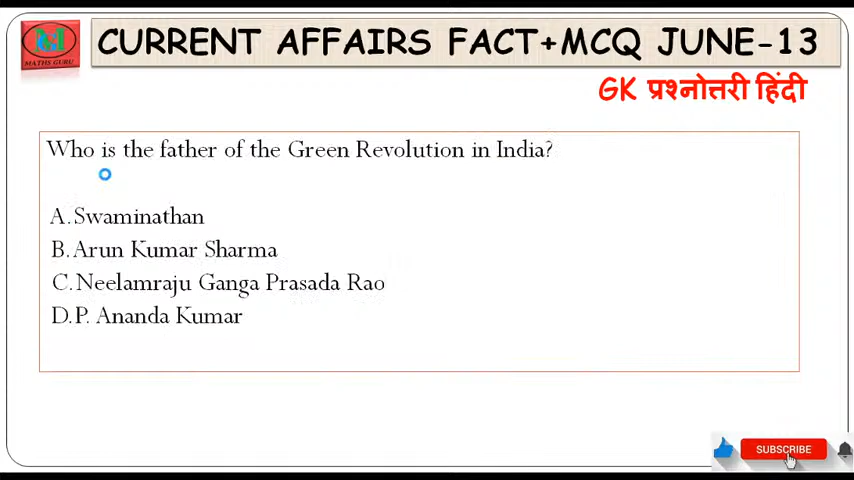 MATHS GURU
CURRENT AFFAIRS FACT+MCQ JUNE-13
GK प्रश्नोत्तरी हिंदी
Who is the father of the Green Revolution in India?
A.Swaminathan
B.Arun Kumar Sharma
C.Neelamraju Ganga Prasada Rao
D.P. Ananda Kumar
SUBSCRIBE